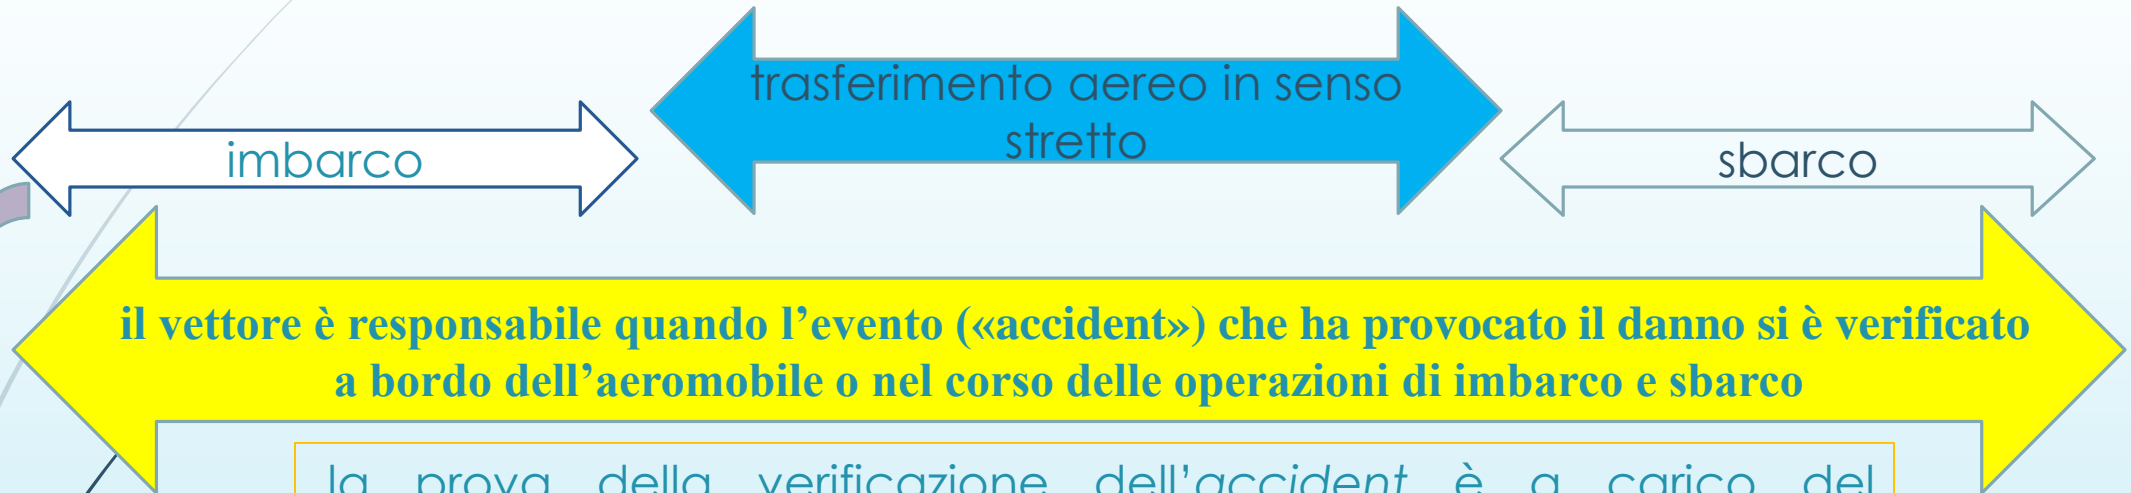 trasferimento aereo in senso
stretto
imbarco
sbarco
il vettore è responsabile quando l’evento («accident») che ha provocato il danno si è verificato
a bordo dell’aeromobile o nel corso delle operazioni di imbarco e sbarco
la prova della verificazione dell’accident è a carico del